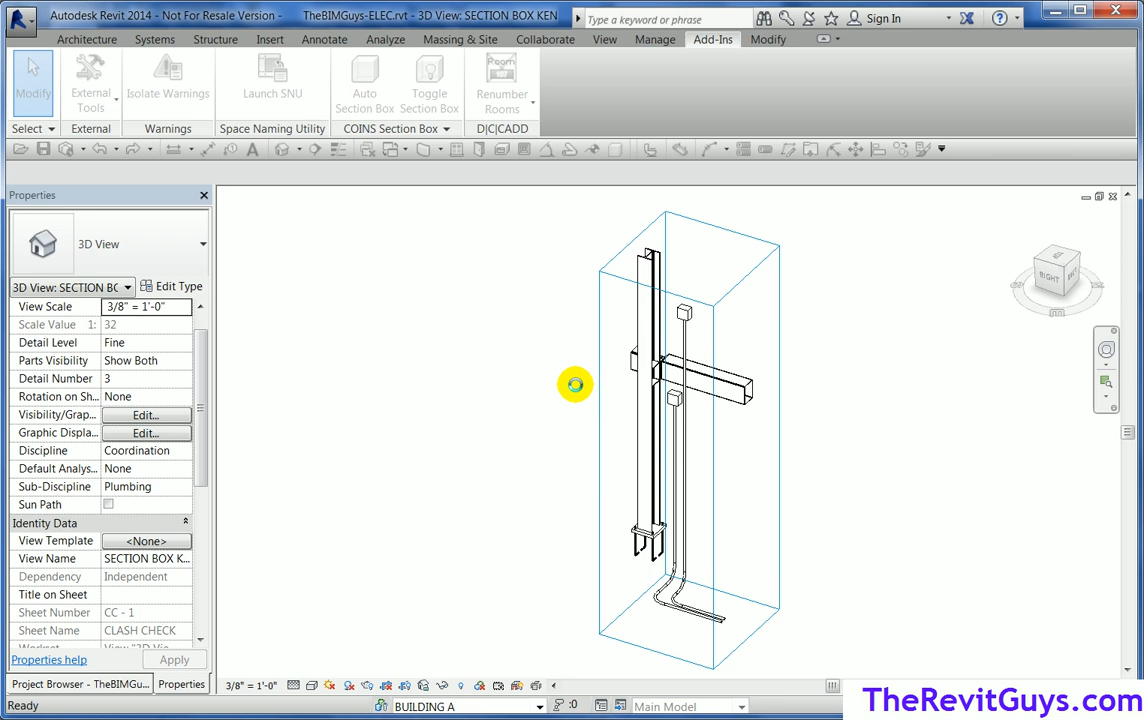 Autodesk Revit 2014 - Not For Resale Version - TheBIMGuys-ELEC.rvt - 3D View: SECTION BOX KEN
Type a keyword or phrase
Sign In
Architecture Systems Structure Insert Annotate Analyze Massing & Site Collaborate View Manage Add-Ins Modify
Modify
External Tools
Isolate Warnings
Launch SNU
Auto Section Box
Toggle Section Box
Room
Renumber Rooms
Select External Warnings Space Naming Utility COINS Section Box D|C|CADD
Properties
3D View
3D View: SECTION BC Edit Type
View Scale 3/8" = 1'-0"
Scale Value 1: 32
Detail Level Fine
Parts Visibility Show Both
Detail Number 3
Rotation on Sh... None
Visibility/Grap... Edit...
Graphic Displa... Edit...
Discipline Coordination
Default Analys... None
Sub-Discipline Plumbing
Sun Path
Identity Data
View Template <None>
View Name SECTION BOX K...
Dependency Independent
Title on Sheet
Sheet Number CC - 1
Sheet Name CLASH CHECK
Properties help Apply
Project Browser - TheBIMGu... Properties
RIGHT
3/8" = 1'-0"
Ready
BUILDING A
:0
Main Model
TheRevitGuys.com